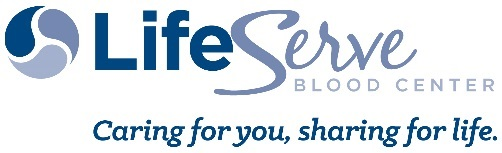 LifeServe
BLOOD CENTER
Caring for you, sharing for life.